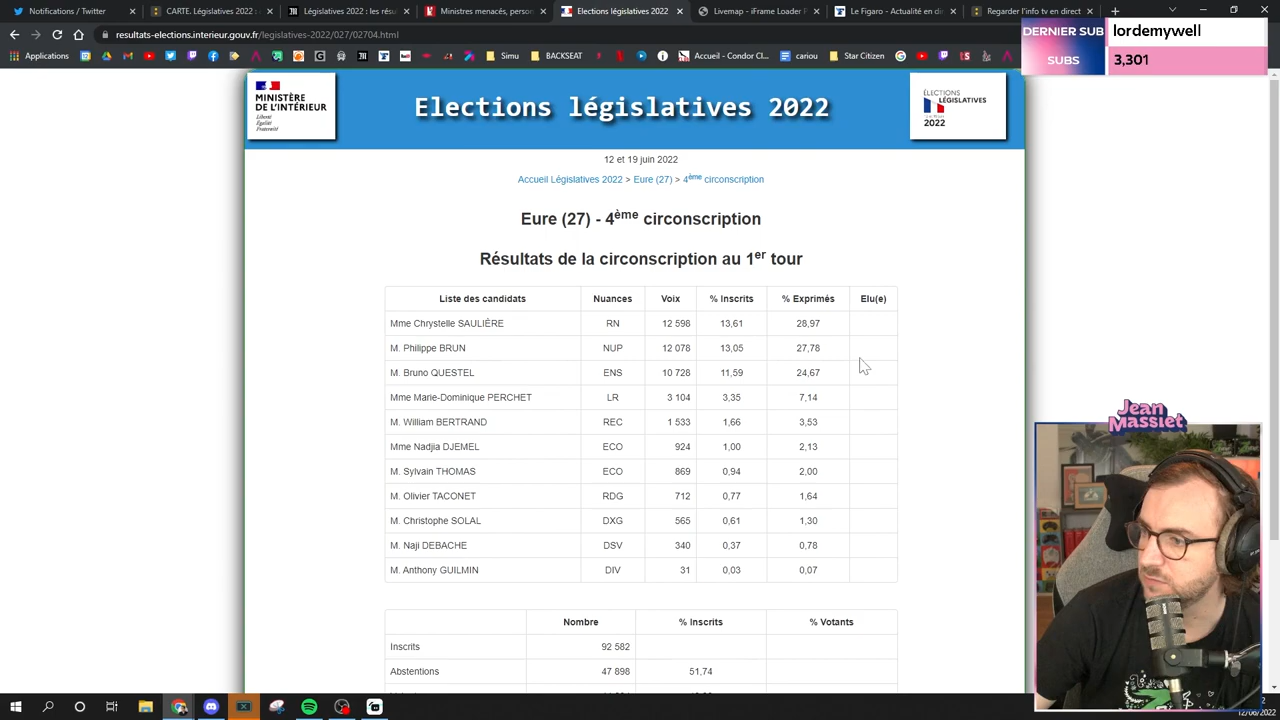 CARTE. Législatives 2
Législatives 2022 : les résu
Ministres menacés, person
Elections législatives 2022
Livemap - iFrame Loader F
Le Figaro - Actualité en dir
Regardez la
Notifications / Twitter
resultats-elections.interieur.gouv.fr/legislatives-2022/027/02704.html
Applications
Simu
BACKSEAT
Accueil - Condor Cl...
cariou
Star Citizen
DERNIER SUB lordemywell
SUBS 3,301
MINISTÈRE
DE L'INTÉRIEUR
Liberté
Égalité
Fraternité
Elections législatives 2022
ÉLECTIONS
LÉGISLATIVES
2022
12 et 19 juin 2022
Accueil Législatives 2022 > Eure (27) > 4ème circonscription
Eure (27) - 4ème circonscription
Résultats de la circonscription au 1er tour
Liste des candidats Nuances Voix % Inscrits % Exprimés Elu(e)
Mme Chrystelle SAULIÈRE RN 12 598 13,61 28,97
M. Philippe BRUN NUP 12 078 13,05 27,78
M. Bruno QUESTEL ENS 10 728 11,59 24,67
Mme Marie-Dominique PERCHET LR 3 104 3,35 7,14
M. William BERTRAND REC 1 533 1,66 3,53
Mme Nadjia DJEMEL ECO 924 1,00 2,13
M. Sylvain THOMAS ECO 869 0,94 2,00
M. Olivier TACONET RDG 712 0,77 1,64
M. Christophe SOLAL DXG 565 0,61 1,30
M. Naji DEBACHE DSV 340 0,37 0,78
M. Anthony GUILMIN DIV 31 0,03 0,07
Nombre % Inscrits % Votants
Inscrits 92 582
Abstentions 47 898 51,74
Jean
Massiet
12/06/2022